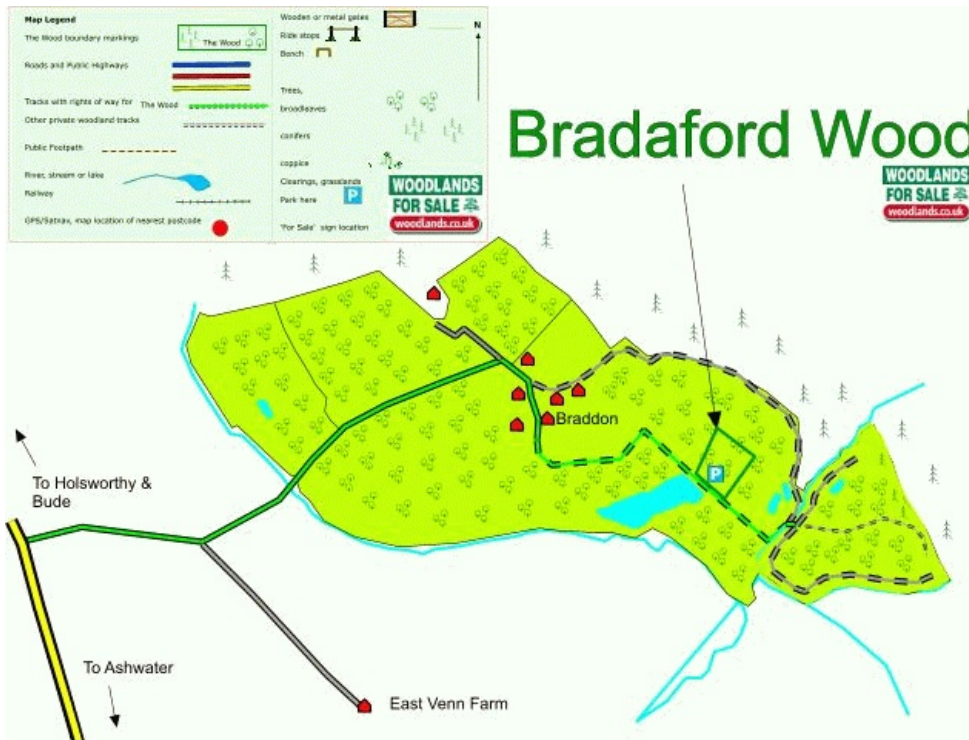 Map Legend
The Wood boundary markings
The Wood
Roads and Public Highways
Tracks with rights of way for The Wood
Other private woodland tracks
Public Footpath
River, stream or lake
Railway
GPS/Satnav, map location of nearest postcode
Wooden or metal gates
Ride stops
Bench
Trees,
broadleaves
conifers
coppice
Clearings, grasslands
Park here
P
'For Sale' sign location
N
WOODLANDS
FOR SALE
woodlands.co.uk
Bradaford Wood
WOODLANDS
FOR SALE
woodlands.co.uk
Braddon
P
To Holsworthy &
Bude
To Ashwater
East Venn Farm